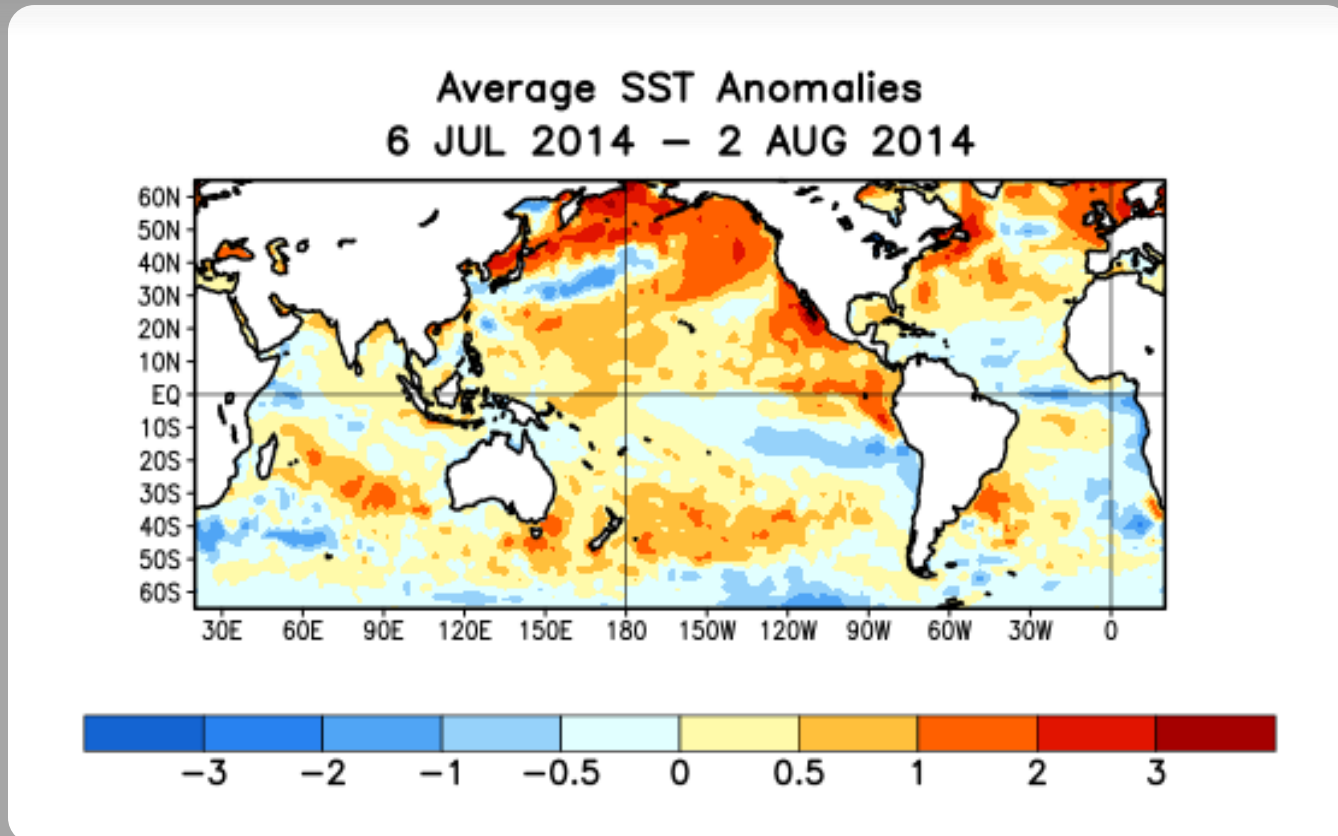 Average SST Anomalies
6 JUL 2014 – 2 AUG 2014
60N
50N
40N
30N
20N
10N
EQ
10S
20S
30S
40S
50S
60S
30E 60E 90E 120E 150E 180 150W 120W 90W 60W 30W 0
−3 −2 −1 −0.5 0 0.5 1 2 3